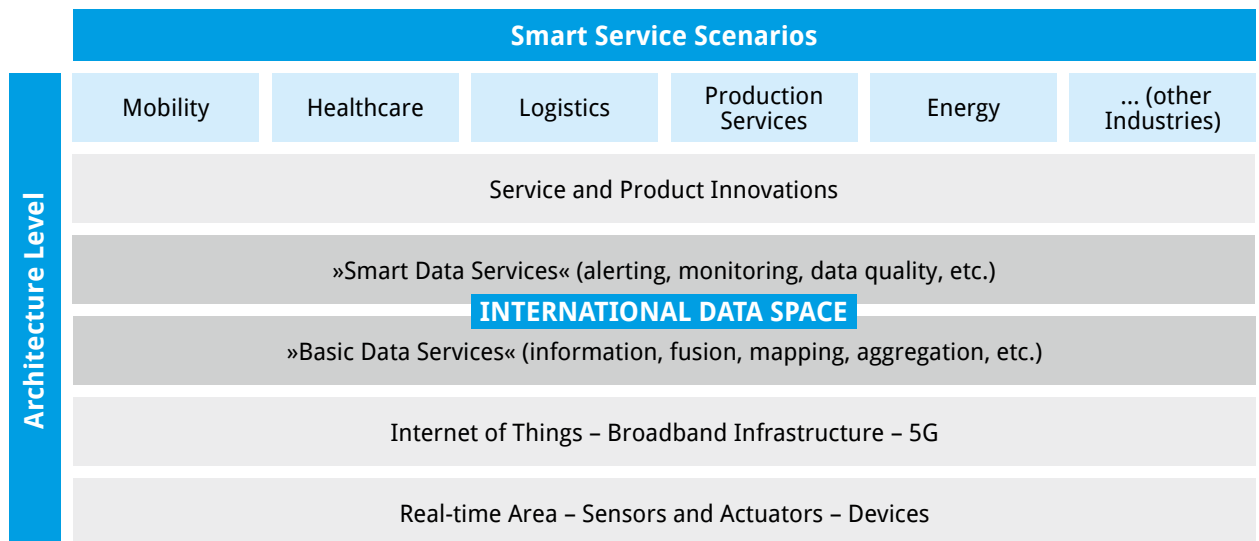 Smart Service Scenarios
Architecture Level
Mobility
Healthcare
Logistics
Production
Services
Energy
... (other
Industries)
Service and Product Innovations
»Smart Data Services« (alerting, monitoring, data quality, etc.)
INTERNATIONAL DATA SPACE
»Basic Data Services« (information, fusion, mapping, aggregation, etc.)
Internet of Things – Broadband Infrastructure – 5G
Real-time Area – Sensors and Actuators – Devices